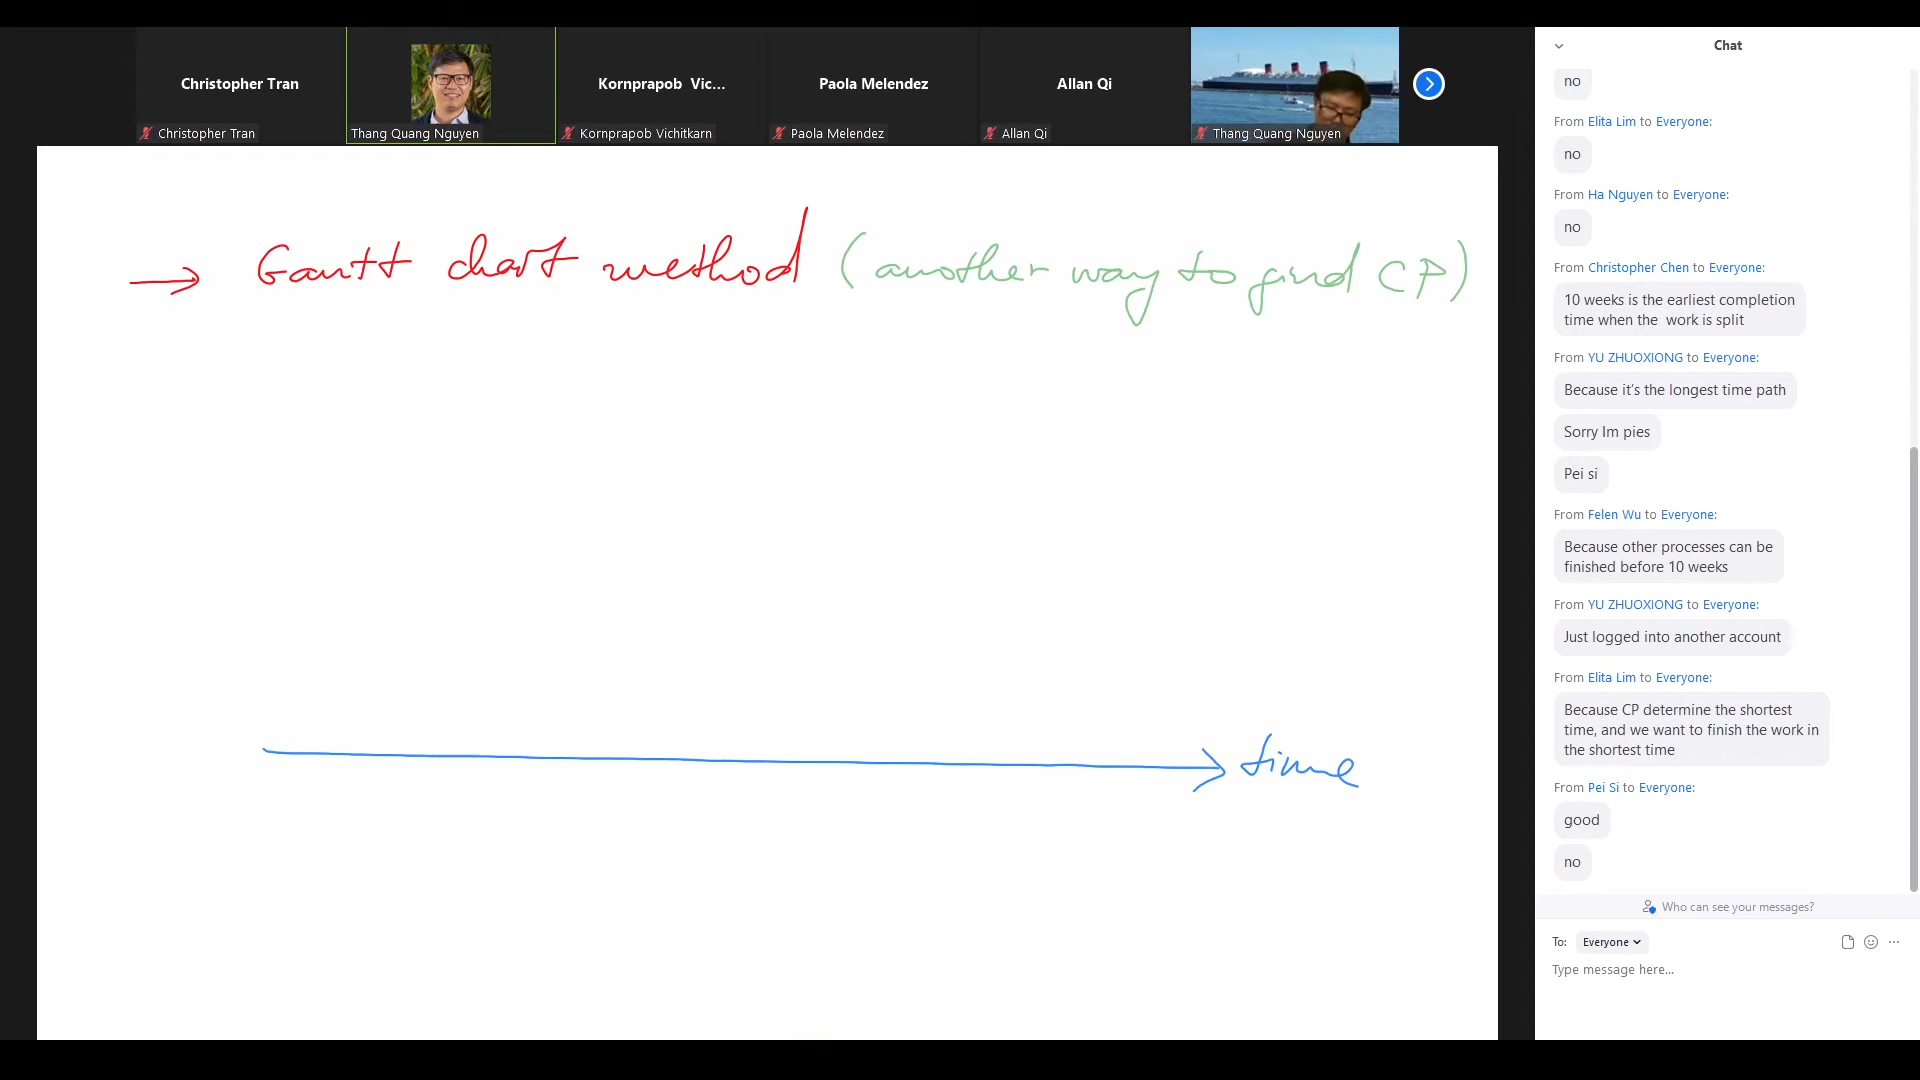 Christopher Tran
Kornprapob Vic...
Paola Melendez
Allan Qi
Christopher Tran
Thang Quang Nguyen
Kornprapob Vichitkarn
Paola Melendez
Allan Qi
Thang Quang Nguyen
→ Gantt chart method (another way to find CP)
time
Chat
no
From Elita Lim to Everyone:
no
From Ha Nguyen to Everyone:
no
From Christopher Chen to Everyone:
10 weeks is the earliest completion
time when the work is split
From YU ZHUOXIONG to Everyone:
Because it's the longest time path
Sorry Im pies
Pei si
From Felen Wu to Everyone:
Because other processes can be
finished before 10 weeks
From YU ZHUOXIONG to Everyone:
Just logged into another account
From Elita Lim to Everyone:
Because CP determine the shortest
time, and we want to finish the work in
the shortest time
From Pei Si to Everyone:
good
no
Who can see your messages?
To: Everyone
Type message here...